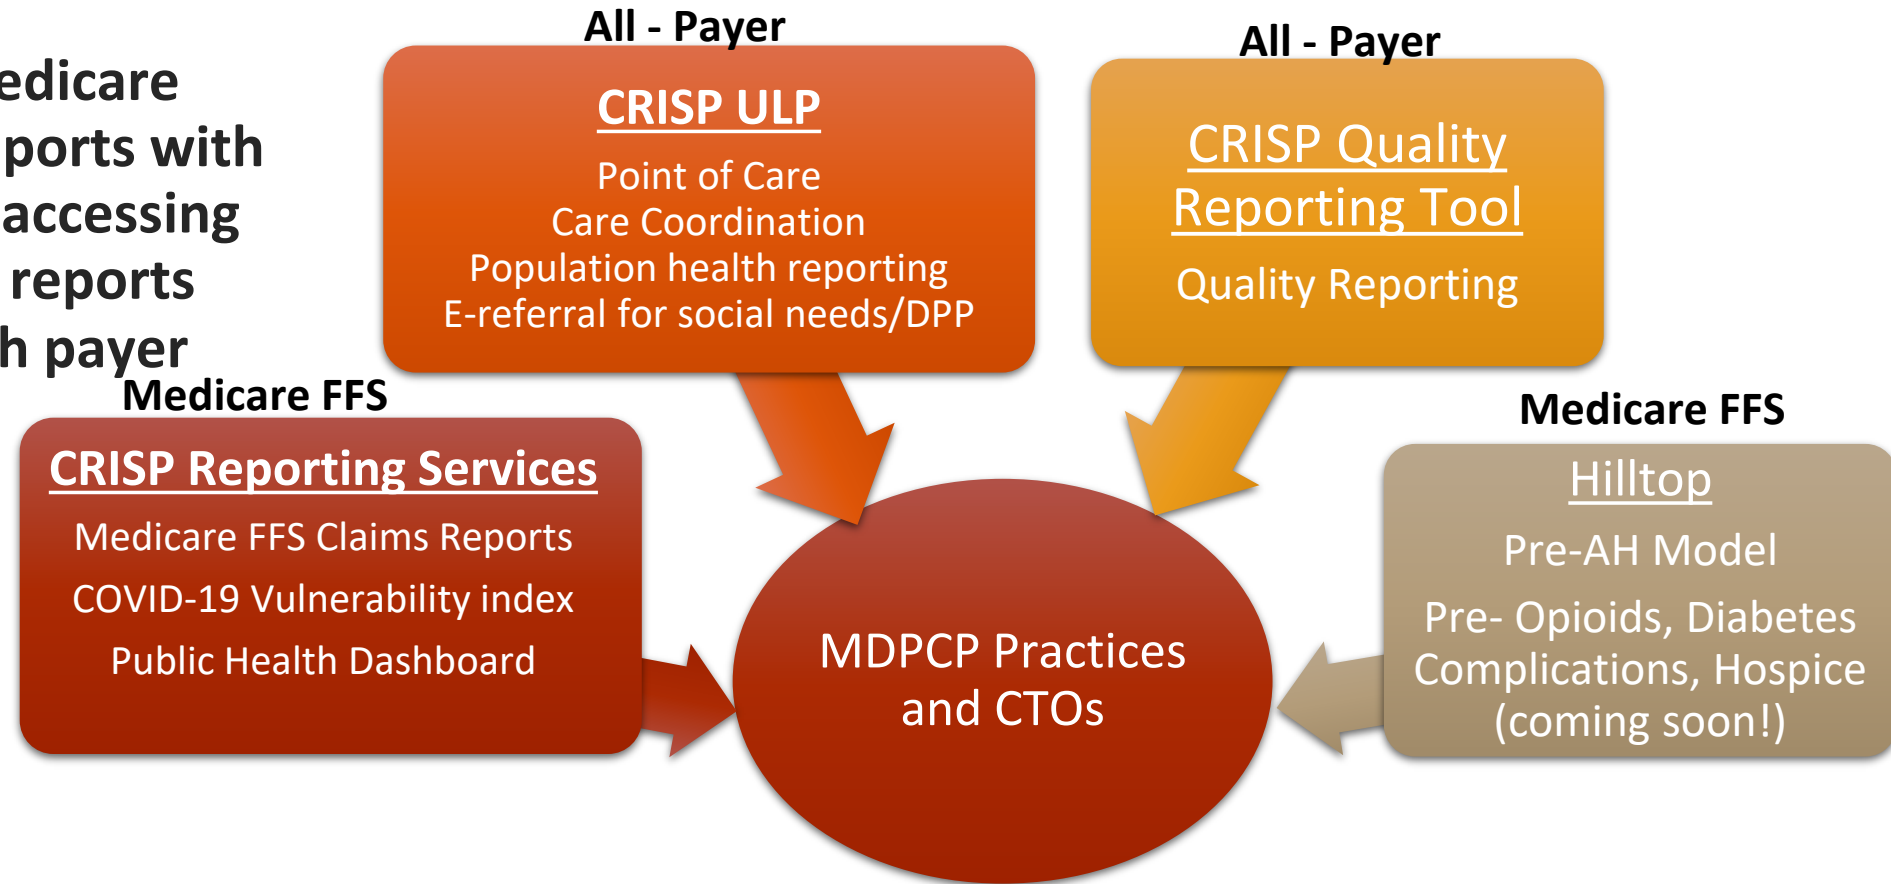 edicare
ports with
accessing
reports
h payer
All - Payer
CRISP ULP
Point of Care
Care Coordination
Population health reporting
E-referral for social needs/DPP
All - Payer
CRISP Quality
Reporting Tool
Quality Reporting
Medicare FFS
CRISP Reporting Services
Medicare FFS Claims Reports
COVID-19 Vulnerability index
Public Health Dashboard
MDPCP Practices
and CTOs
Medicare FFS
Hilltop
Pre-AH Model
Pre- Opioids, Diabetes
Complications, Hospice
(coming soon!)